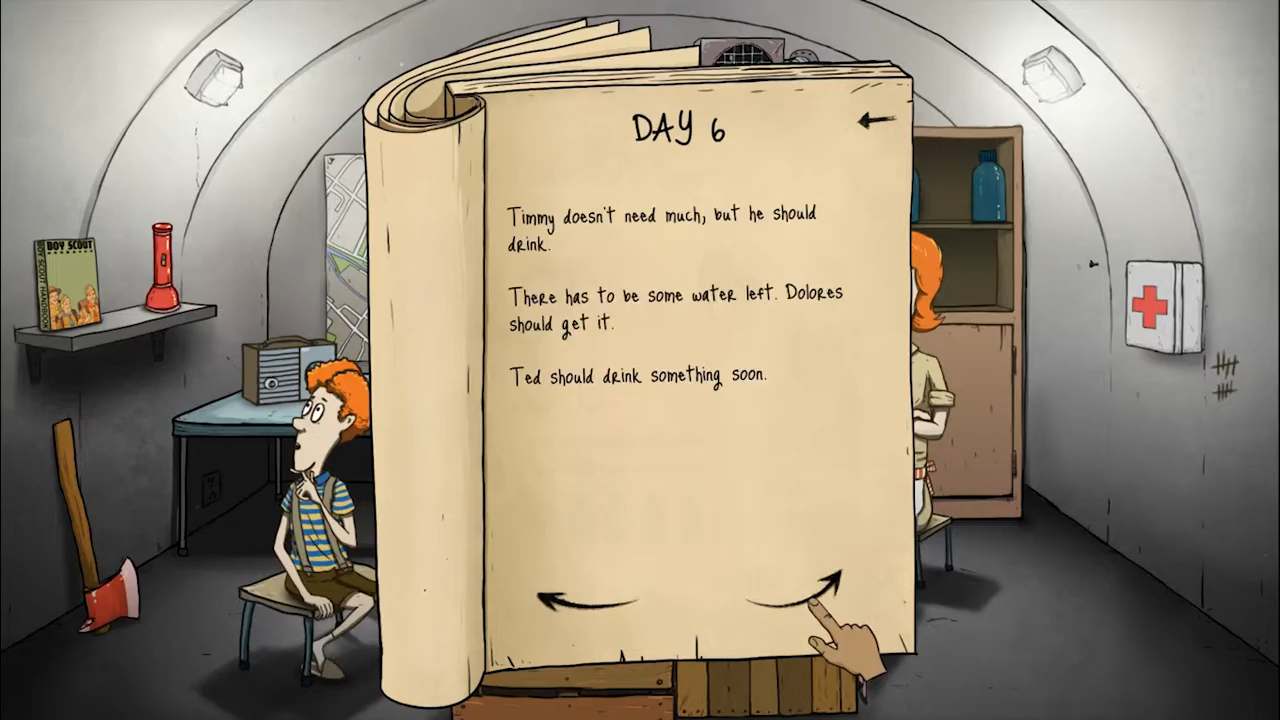 DAY 6
Timmy doesn't need much, but he should
drink.
There has to be some water left. Dolores
should get it.
Ted should drink something soon.
BOY SCOUT
BOY SCOUT HANDBOOK